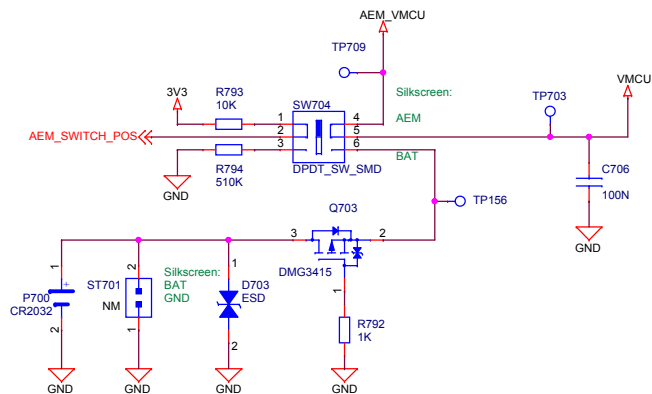 AEM_VMCU
TP709
3V3
R793
10K
SW704
Silkscreen:
TP703
VMCU
1
4
AEM
AEM_SWITCH_POS
2
5
3
6
BAT
R794
510K
DPDT_SW_SMD
GND
C706
100N
GND
TP156
Q703
3
2
DMG3415
1
1
2
1
Silkscreen:
BAT
GND
ST701
D703
ESD
P700
CR2032
NM
R792
1K
2
1
2
GND
GND
GND
GND